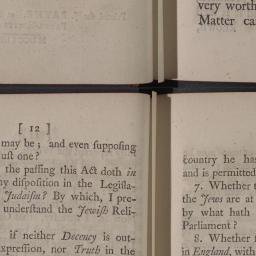 very worth
Matter ca
[ 12 ]
may be; and even ſuppoſing
uſt one?
the paſſing this Act doth in
ny diſpoſition in the Legiſla-
Judaiſm? By which, I pre-
underſtand the Jewiſh Reli-
if neither Decency is out-
xpreſſion, nor Truth in the
country he has
and is permitted
7. Whether t
the Jews are at
by what hath
Parliament?
8. Whether
in England, whic